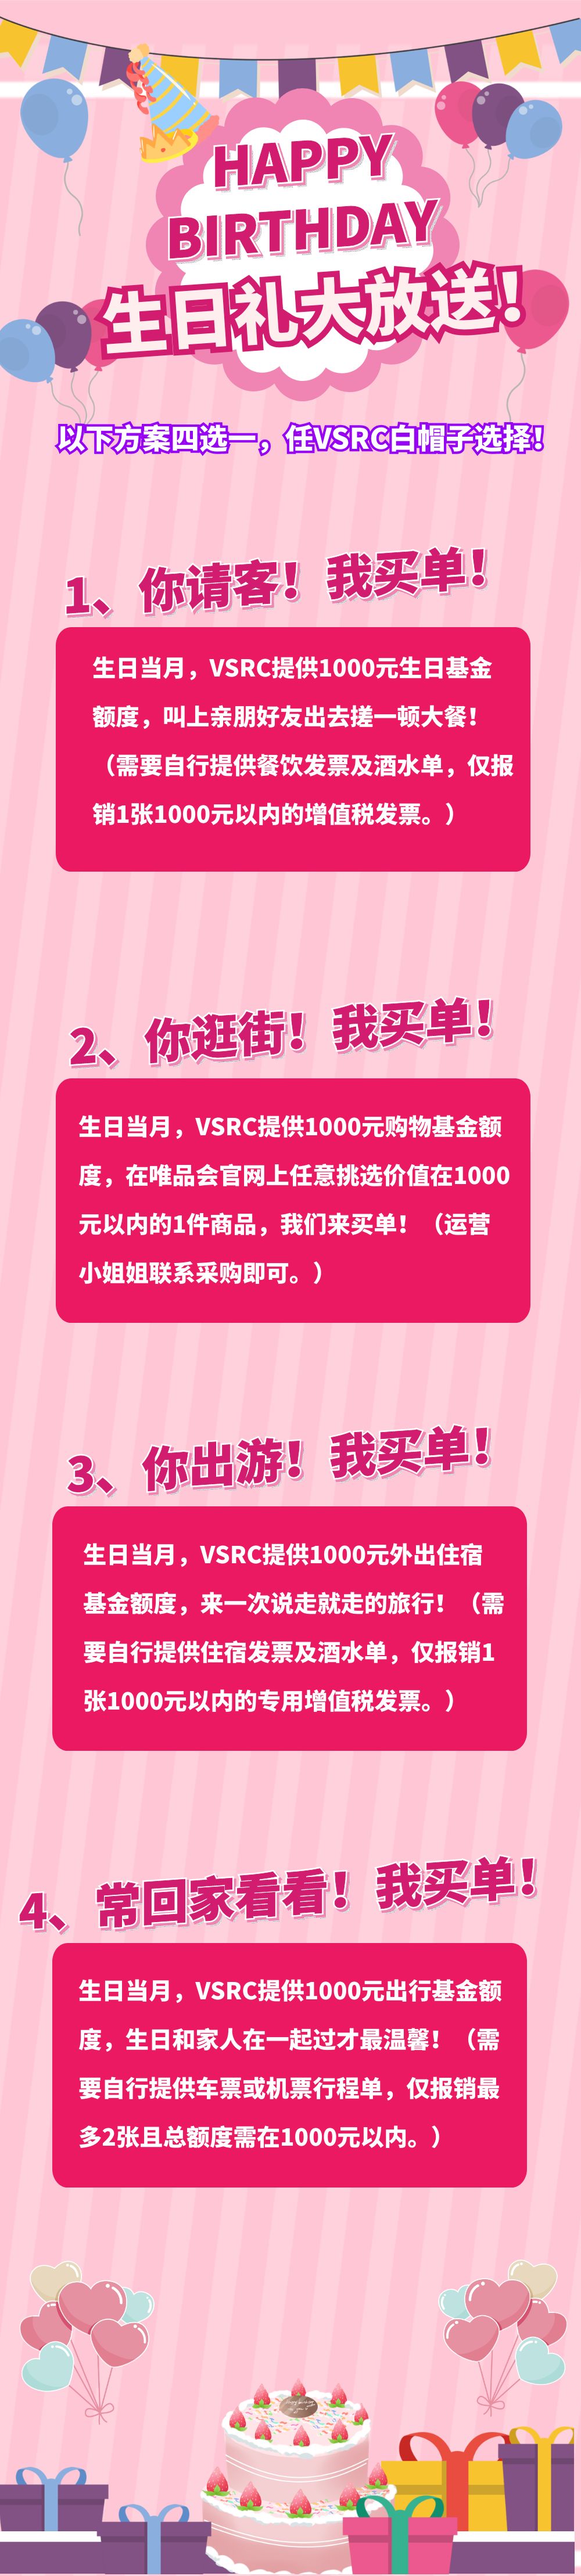 HAPPY
BIRTHDAY
生日礼大放送！
以下方案四选一，任VSRC白帽子选择！
1、你请客！我买单！
生日当月，VSRC提供1000元生日基金
额度，叫上亲朋好友出去搓一顿大餐！
（需要自行提供餐饮发票及酒水单，仅报
销1张1000元以内的增值税发票。）
2、你逛街！我买单！
生日当月，VSRC提供1000元购物基金额
度，在唯品会官网上任意挑选价值在1000
元以内的1件商品，我们来买单！（运营
小姐姐联系采购即可。）
3、你出游！我买单！
生日当月，VSRC提供1000元外出住宿
基金额度，来一次说走就走的旅行！（需
要自行提供住宿发票及酒水单，仅报销1
张1000元以内的专用增值税发票。）
4、常回家看看！我买单！
生日当月，VSRC提供1000元出行基金额
度，生日和家人在一起过才最温馨！（需
要自行提供车票或机票行程单，仅报销最
多2张且总额度需在1000元以内。）